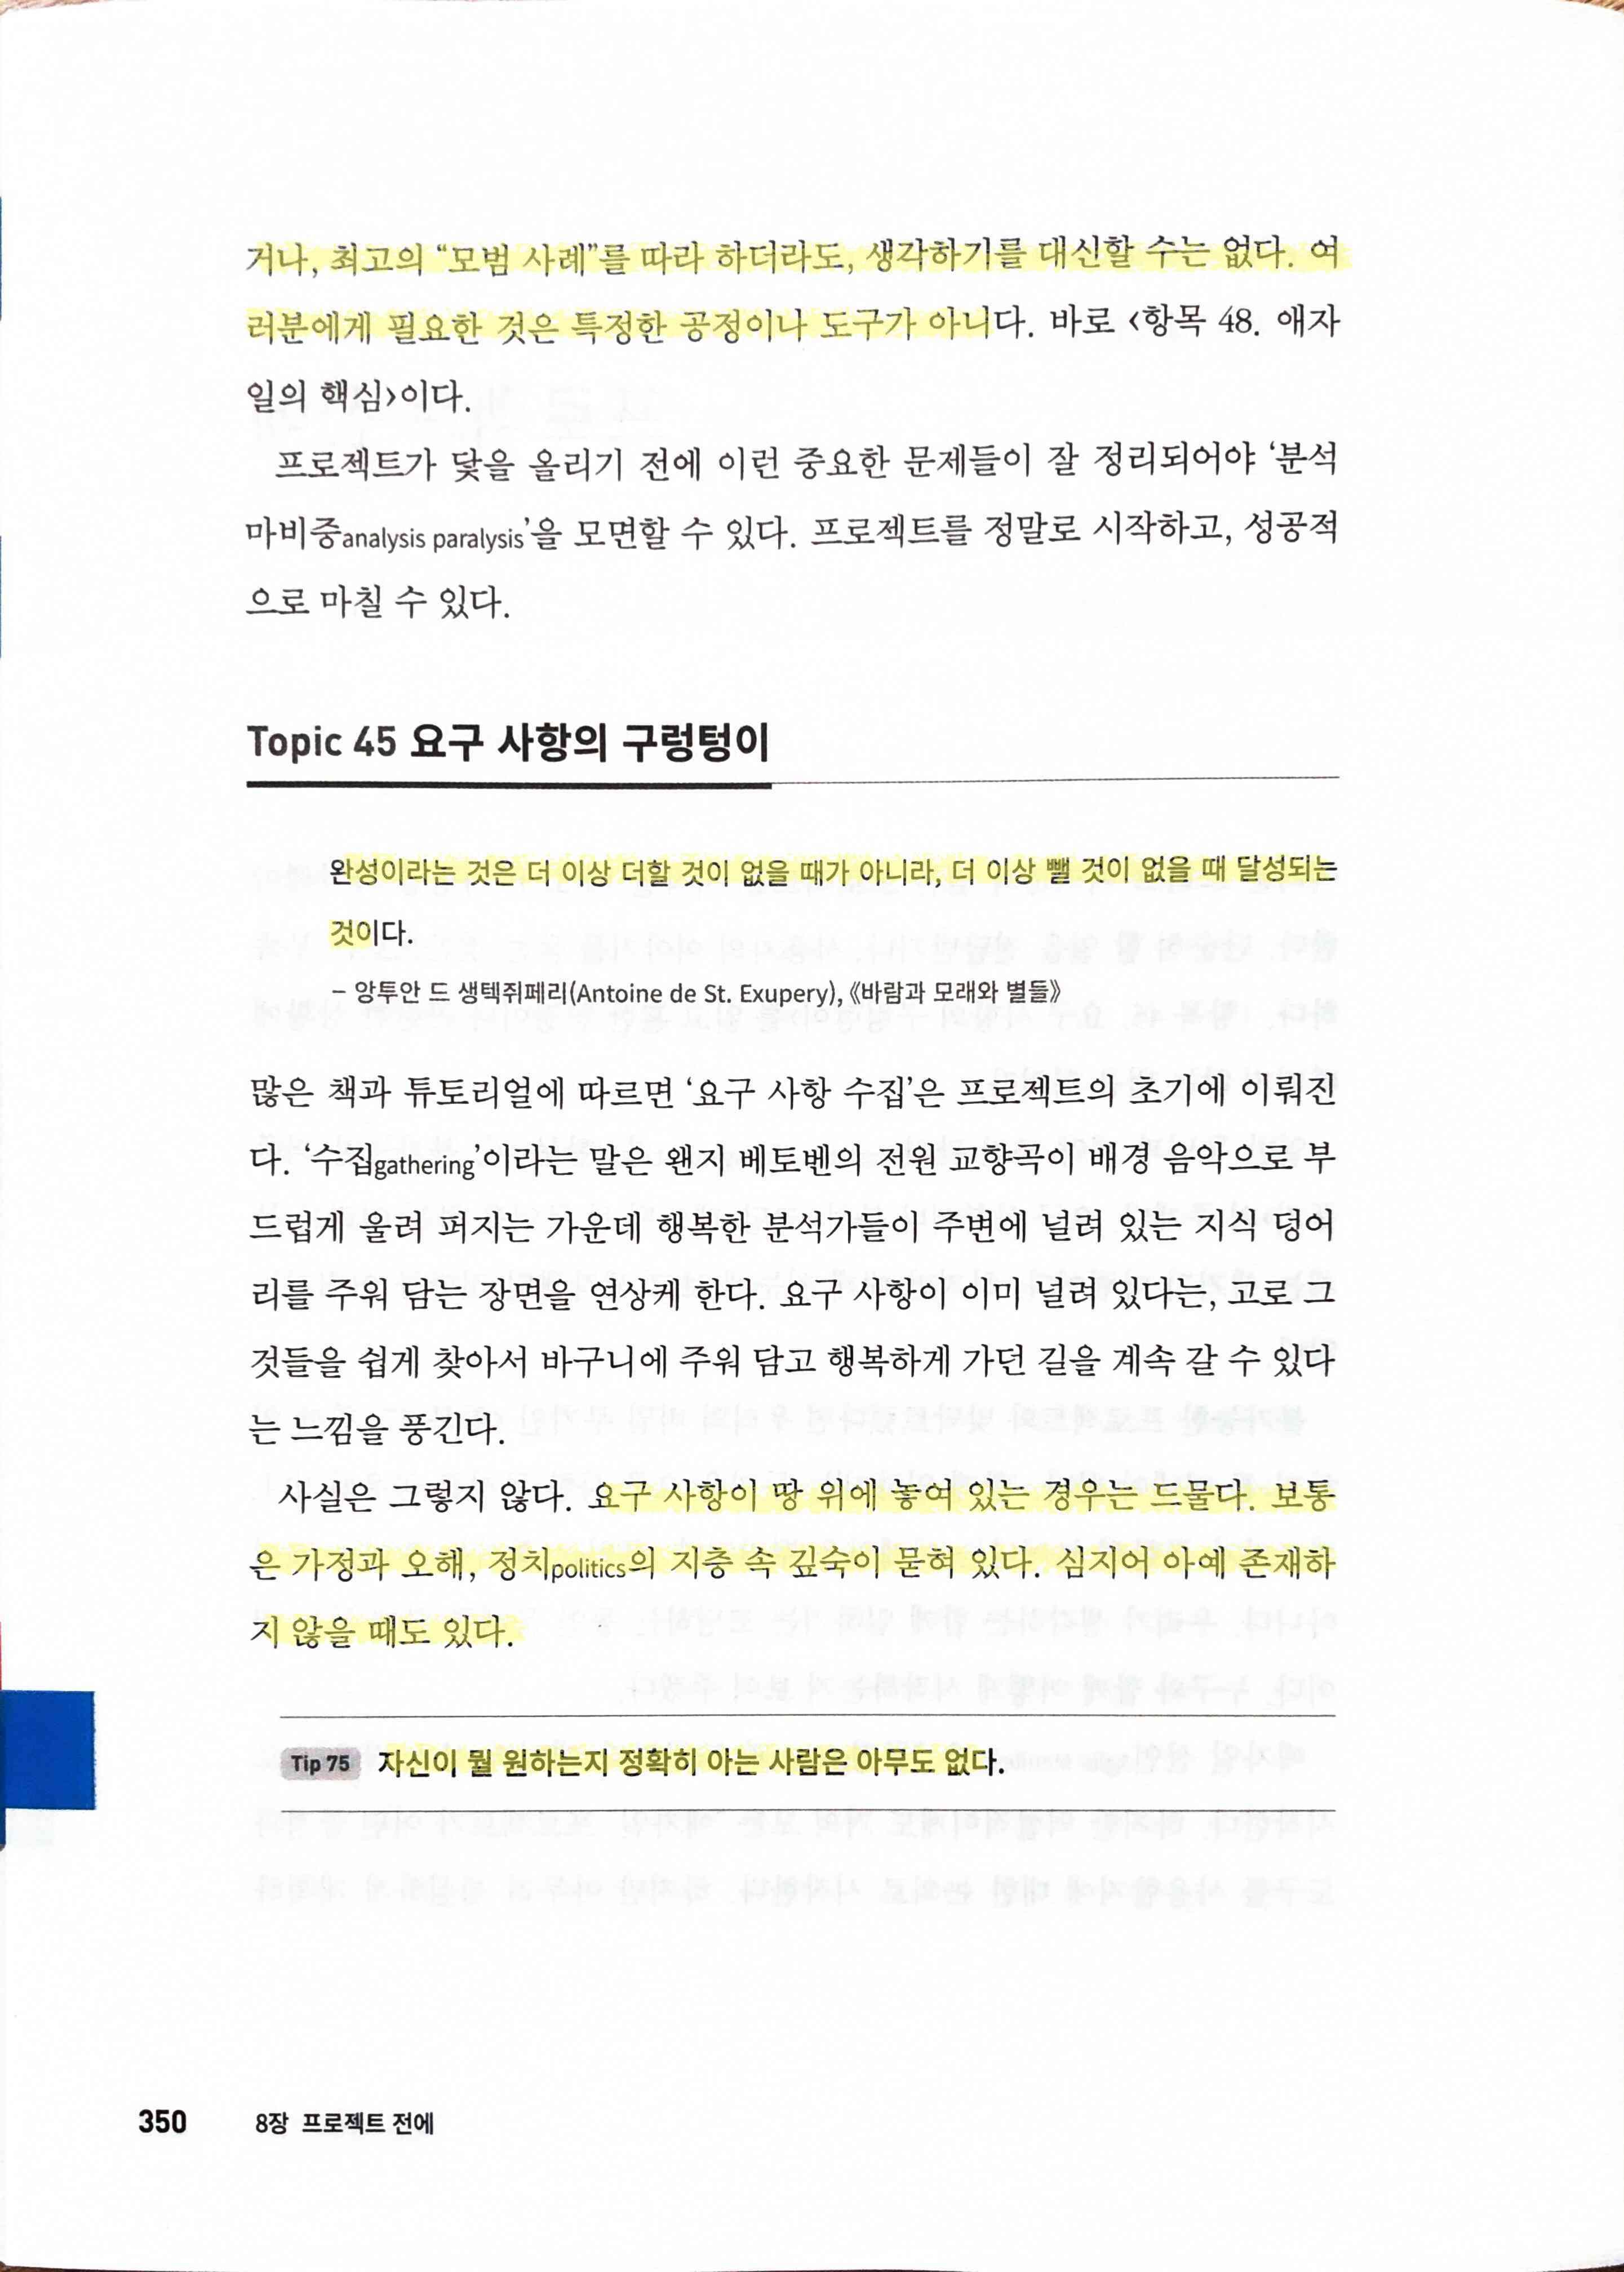 거나, 최고의 “모범 사례”를 따라 하더라도, 생각하기를 대신할 수는 없다. 여
러분에게 필요한 것은 특정한 공정이나 도구가 아니다. 바로 <항목 48. 애자
일의 핵심>이다.
프로젝트가 닻을 올리기 전에 이런 중요한 문제들이 잘 정리되어야 ‘분석
마비증analysis paralysis’을 모면할 수 있다. 프로젝트를 정말로 시작하고, 성공적
으로 마칠 수 있다.
Topic 45 요구 사항의 구렁텅이
완성이라는 것은 더 이상 더할 것이 없을 때가 아니라, 더 이상 뺄 것이 없을 때 달성되는
것이다.
– 앙투안 드 생텍쥐페리(Antoine de St. Exupery), 《바람과 모래와 별들》
많은 책과 튜토리얼에 따르면 ‘요구 사항 수집’은 프로젝트의 초기에 이뤄진
다. ‘수집gathering’이라는 말은 왠지 베토벤의 전원 교향곡이 배경 음악으로 부
드럽게 울려 퍼지는 가운데 행복한 분석가들이 주변에 널려 있는 지식 덩어
리를 주워 담는 장면을 연상케 한다. 요구 사항이 이미 널려 있다는, 고로 그
것들을 쉽게 찾아서 바구니에 주워 담고 행복하게 가던 길을 계속 갈 수 있다
는 느낌을 풍긴다.
사실은 그렇지 않다. 요구 사항이 땅 위에 놓여 있는 경우는 드물다. 보통
은 가정과 오해, 정치politics의 지층 속 깊숙이 묻혀 있다. 심지어 아예 존재하
지 않을 때도 있다.
Tip 75 자신이 뭘 원하는지 정확히 아는 사람은 아무도 없다.
350 8장 프로젝트 전에